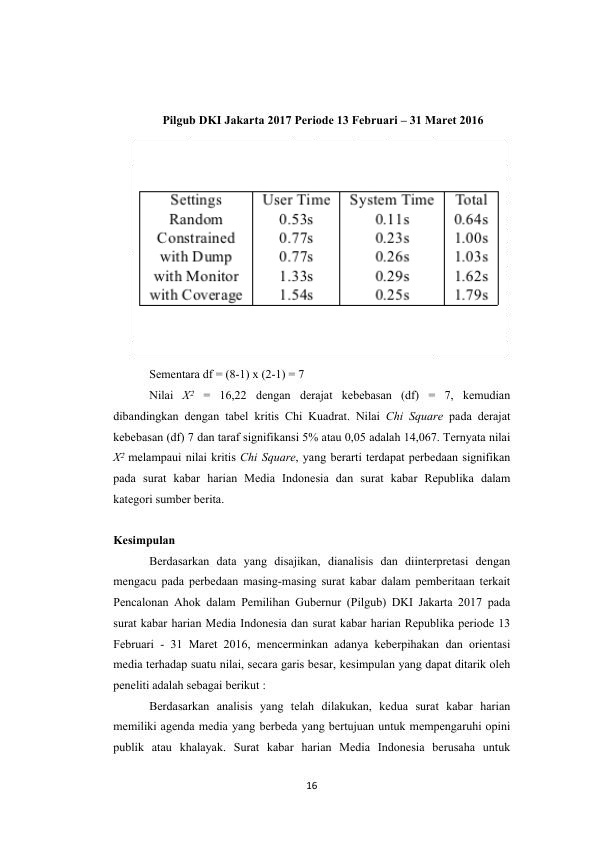 Pilgub DKI Jakarta 2017 Periode 13 Februari – 31 Maret 2016
Settings User Time System Time Total
Random 0.53s 0.11s 0.64s
Constrained 0.77s 0.23s 1.00s
with Dump 0.77s 0.26s 1.03s
with Monitor 1.33s 0.29s 1.62s
with Coverage 1.54s 0.25s 1.79s
Sementara df = (8-1) x (2-1) = 7
Nilai X² = 16,22 dengan derajat kebebasan (df) = 7, kemudian
dibandingkan dengan tabel kritis Chi Kuadrat. Nilai Chi Square pada derajat
kebebasan (df) 7 dan taraf signifikansi 5% atau 0,05 adalah 14,067. Ternyata nilai
X² melampaui nilai kritis Chi Square, yang berarti terdapat perbedaan signifikan
pada surat kabar harian Media Indonesia dan surat kabar Republika dalam
kategori sumber berita.
Kesimpulan
Berdasarkan data yang disajikan, dianalisis dan diinterpretasi dengan
mengacu pada perbedaan masing-masing surat kabar dalam pemberitaan terkait
Pencalonan Ahok dalam Pemilihan Gubernur (Pilgub) DKI Jakarta 2017 pada
surat kabar harian Media Indonesia dan surat kabar harian Republika periode 13
Februari - 31 Maret 2016, mencerminkan adanya keberpihakan dan orientasi
media terhadap suatu nilai, secara garis besar, kesimpulan yang dapat ditarik oleh
peneliti adalah sebagai berikut :
Berdasarkan analisis yang telah dilakukan, kedua surat kabar harian
memiliki agenda media yang berbeda yang bertujuan untuk mempengaruhi opini
publik atau khalayak. Surat kabar harian Media Indonesia berusaha untuk
16